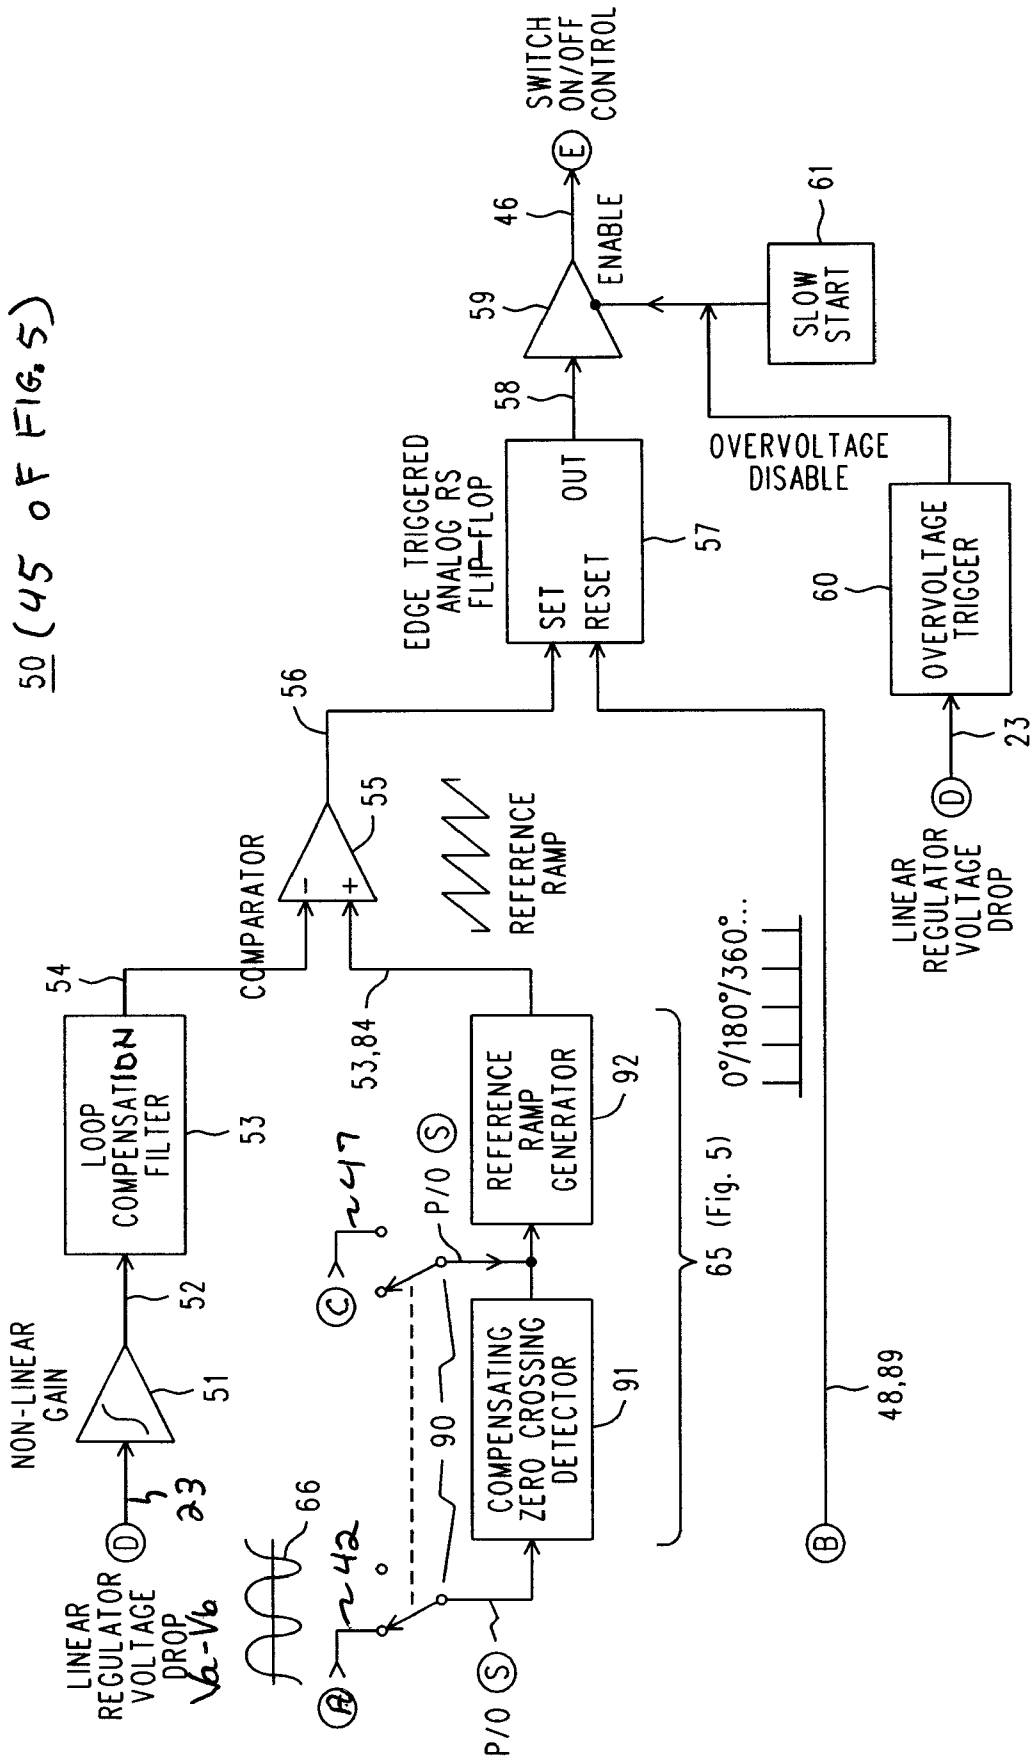 50 (45 OF FIG. 5)
LINEAR
REGULATOR
VOLTAGE
DROP
Va-Vb
D
23
NON-LINEAR
GAIN
51
52
LOOP
COMPENSATION
FILTER
53
54
66
A
42
C
47
P/O S
P/O S
90
COMPENSATING
ZERO CROSSING
DETECTOR
91
REFERENCE
RAMP
GENERATOR
92
65 (Fig. 5)
53,84
COMPARATOR
-
+
55
56
REFERENCE
RAMP
0°/180°/360°...
B
48,89
EDGE TRIGGERED
ANALOG RS
FLIP-FLOP
SET
RESET
OUT
57
58
59
46
ENABLE
E
SWITCH
ON/OFF
CONTROL
LINEAR
REGULATOR
VOLTAGE
DROP
D
23
OVERVOLTAGE
TRIGGER
60
OVERVOLTAGE
DISABLE
SLOW
START
61